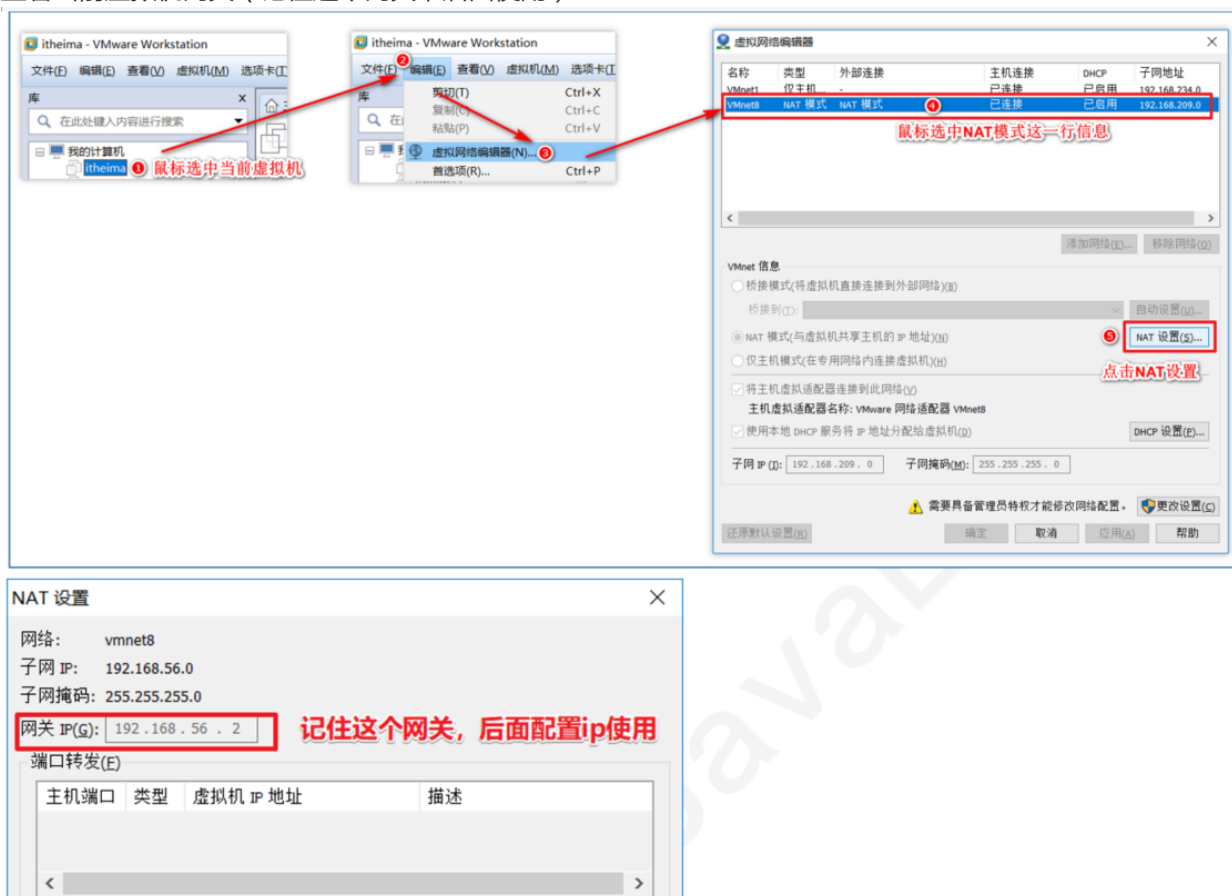 itheima - VMware Workstation
文件(F) 编辑(E) 查看(V) 虚拟机(M) 选项卡(T
库 x
在此处键入内容进行搜索
我的计算机
itheima ❶ 鼠标选中当前虚拟机
itheima - VMware Workstation
❷
文件(F) 编辑(E) 查看(V) 虚拟机(M) 选项卡(T
库 剪切(T) Ctrl+X
复制(C) Ctrl+C
粘贴(P) Ctrl+V
虚拟网络编辑器(N)... ❸
首选项(R)... Ctrl+P
虚拟网络编辑器
名称 类型 外部连接 主机连接 DHCP 子网地址
VMnet1 仅主机... - 已连接 已启用 192.168.234.0
VMnet8 NAT 模式 NAT 模式 ❹ 已连接 已启用 192.168.209.0
鼠标选中NAT模式这一行信息
添加网络(E)... 移除网络(O)
VMnet 信息
桥接模式(将虚拟机直接连接到外部网络)(B)
桥接到(T): 自动设置(U)...
NAT 模式(与虚拟机共享主机的 IP 地址)(N) ❺ NAT 设置(S)...
仅主机模式(在专用网络内连接虚拟机)(H)
点击NAT设置
将主机虚拟适配器连接到此网络(V)
主机虚拟适配器名称: VMware 网络适配器 VMnet8
使用本地 DHCP 服务将 IP 地址分配给虚拟机(D) DHCP 设置(P)...
子网 IP (I): 192.168.209. 0 子网掩码(M): 255.255.255. 0
需要具备管理员特权才能修改网络配置。 更改设置(C)
还原默认设置(R) 确定 取消 应用(A) 帮助
NAT 设置
网络: vmnet8
子网 IP: 192.168.56.0
子网掩码: 255.255.255.0
网关 IP(G): 192.168.56.2 记住这个网关，后面配置ip使用
端口转发(F)
主机端口 类型 虚拟机 IP 地址 描述